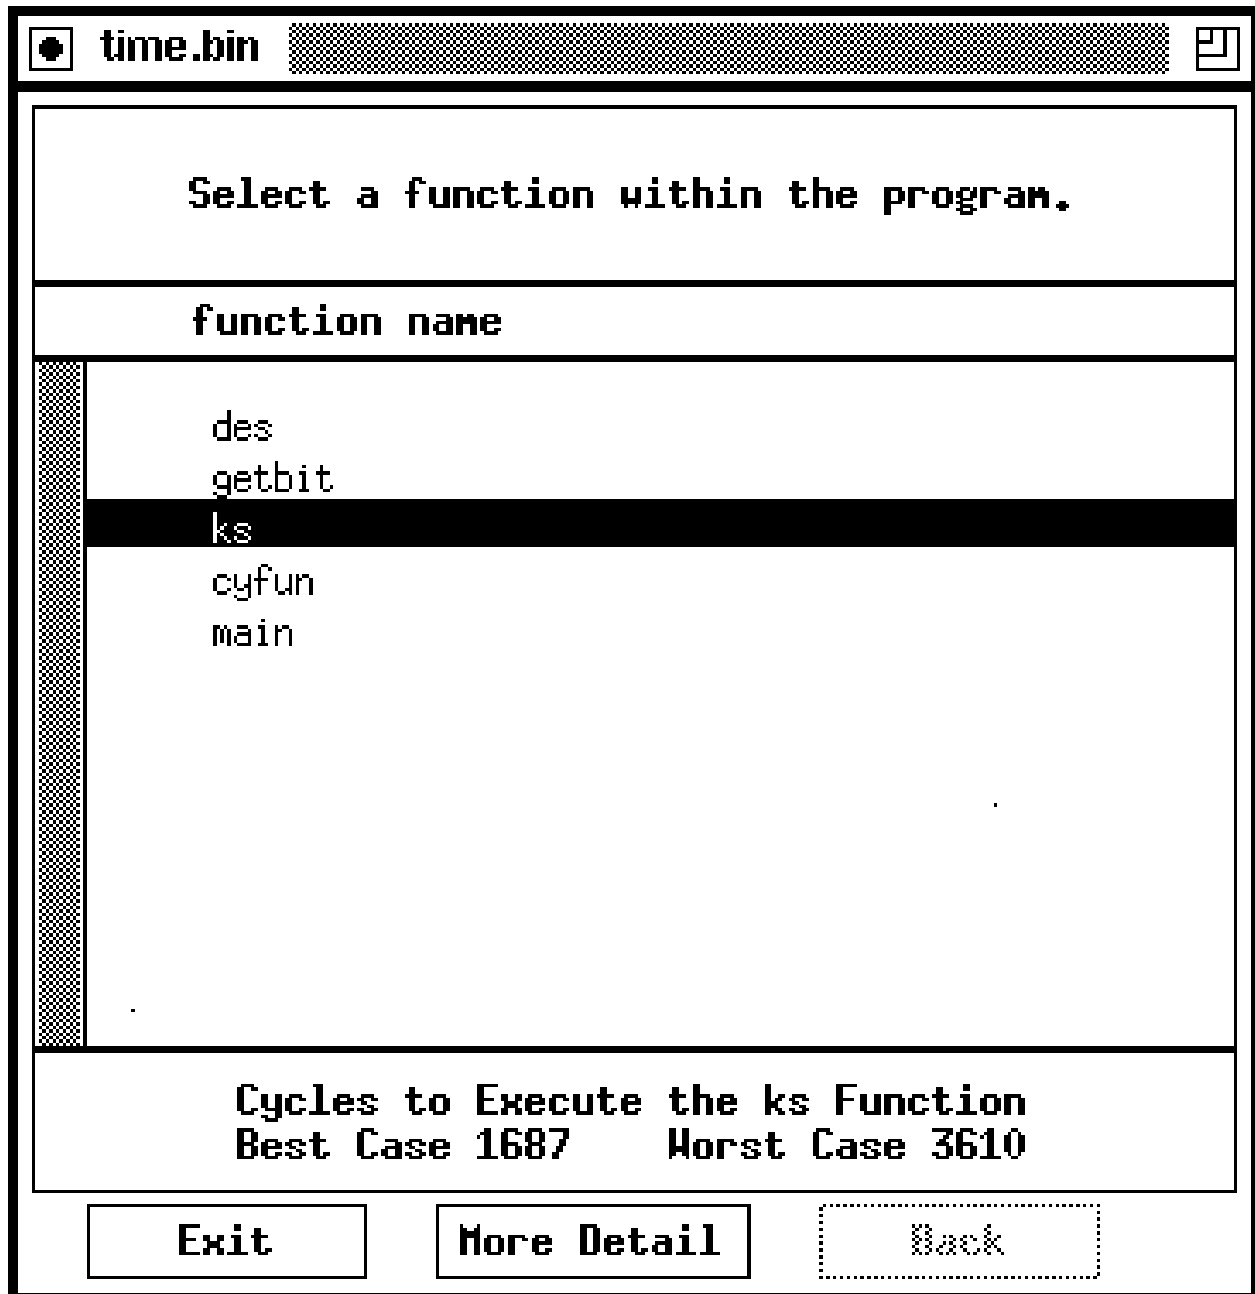 time.bin
Select a function within the program.
function name
des
getbit
ks
cyfun
main
Cycles to Execute the ks Function
Best Case 1687    Worst Case 3610
Exit
More Detail
Back